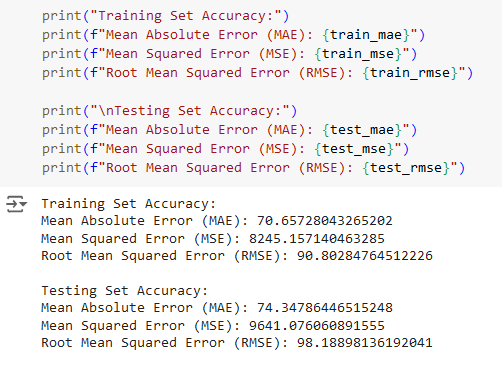 print("Training Set Accuracy:")
print(f"Mean Absolute Error (MAE): {train_mae}")
print(f"Mean Squared Error (MSE): {train_mse}")
print(f"Root Mean Squared Error (RMSE): {train_rmse}")
print("\nTesting Set Accuracy:")
print(f"Mean Absolute Error (MAE): {test_mae}")
print(f"Mean Squared Error (MSE): {test_mse}")
print(f"Root Mean Squared Error (RMSE): {test_rmse}")
Training Set Accuracy:
Mean Absolute Error (MAE): 70.65728043265202
Mean Squared Error (MSE): 8245.157140463285
Root Mean Squared Error (RMSE): 90.80284764512226
Testing Set Accuracy:
Mean Absolute Error (MAE): 74.34786446515248
Mean Squared Error (MSE): 9641.076060891555
Root Mean Squared Error (RMSE): 98.18898136192041